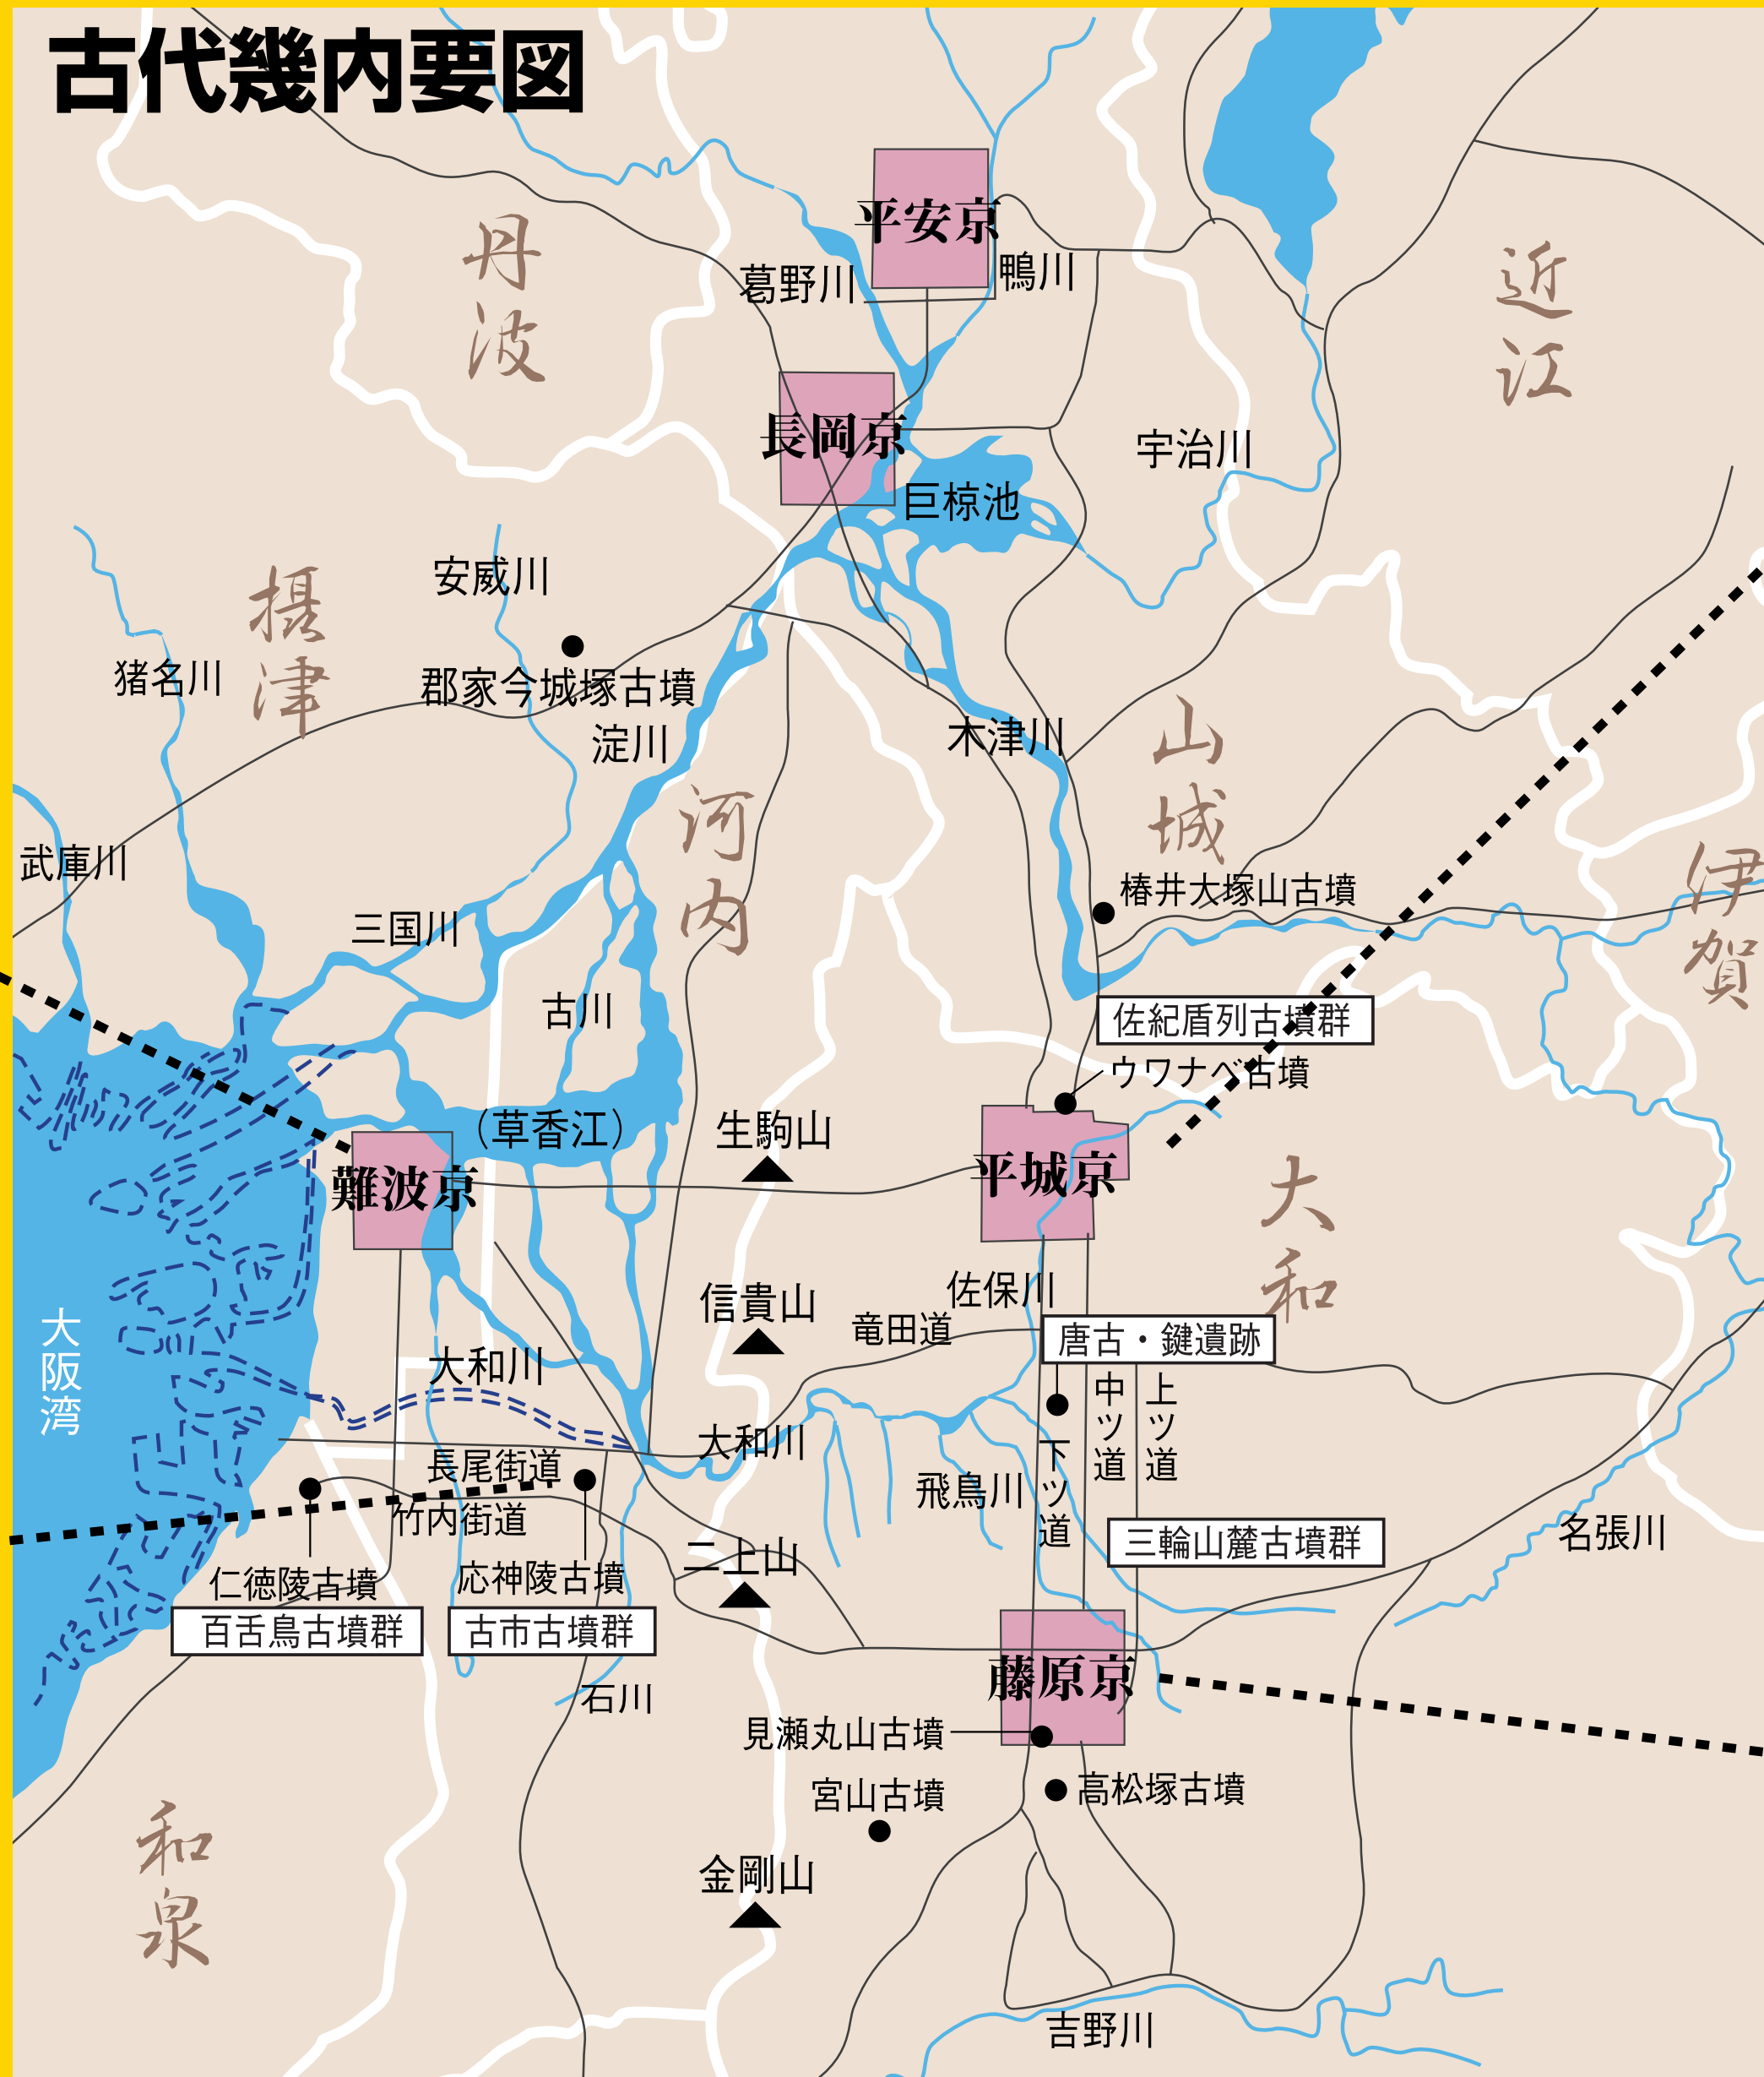 古代幾内要図
平安京
丹波
近江
葛野川
鴨川
長岡京
宇治川
巨椋池
安威川
摂津
猪名川
郡家今城塚古墳
淀川
木津川
山城
河内
武庫川
伊賀
椿井大塚山古墳
三国川
古川
佐紀盾列古墳群
ウワナベ古墳
(草香江)
生駒山
難波京
平城京
大和
佐保川
信貴山
竜田道
唐古・鍵遺跡
大阪湾
大和川
中ツ道
上ツ道
大和川
下ツ道
長尾街道
飛鳥川
竹内街道
名張川
三輪山麓古墳群
二上山
仁徳陵古墳
応神陵古墳
百舌鳥古墳群
古市古墳群
藤原京
石川
見瀬丸山古墳
宮山古墳
高松塚古墳
金剛山
和泉
吉野川